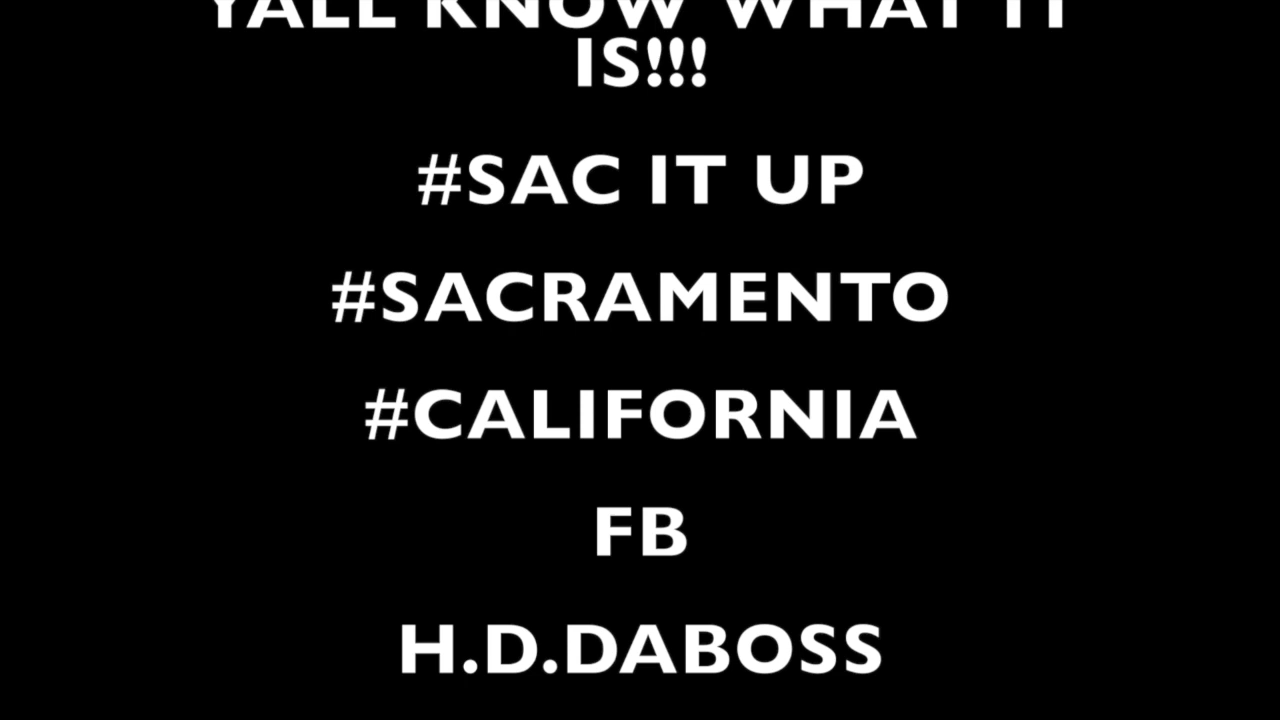 YALL KNOW WHAT IT
IS!!!
#SAC IT UP
#SACRAMENTO
#CALIFORNIA
FB
H.D.DABOSS